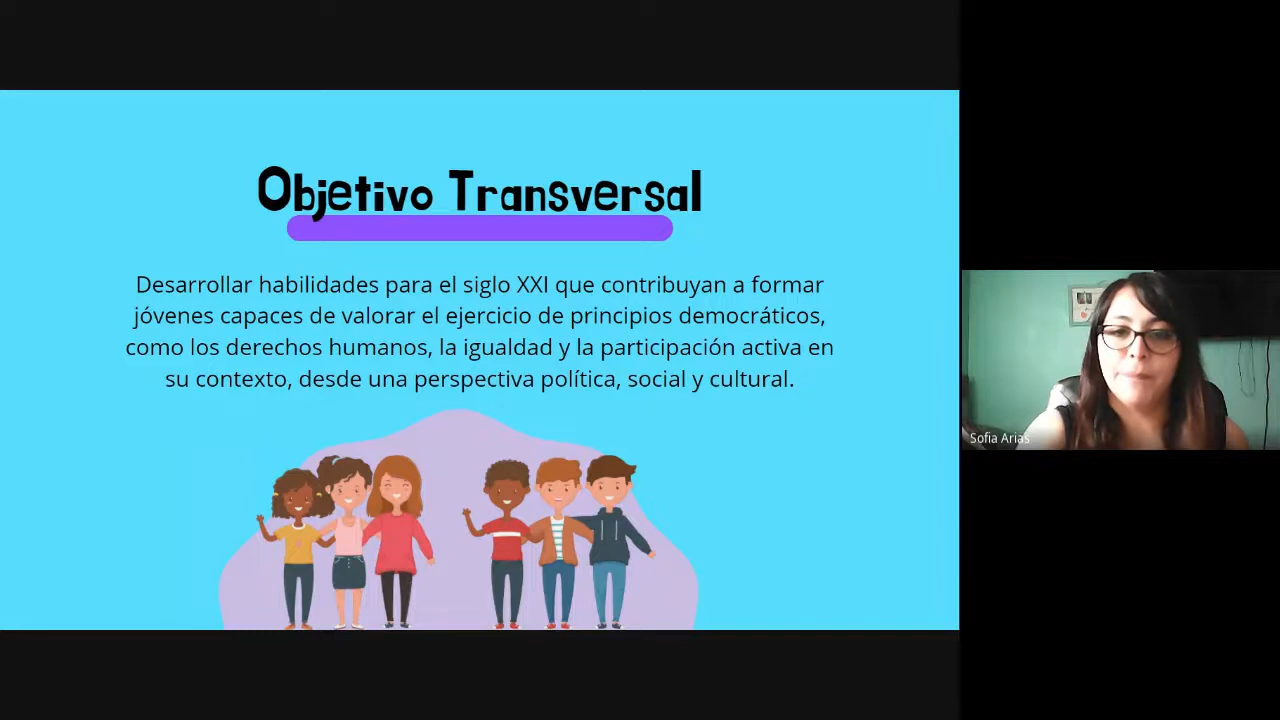 Objetivo Transversal
Desarrollar habilidades para el siglo XXI que contribuyan a formar
jóvenes capaces de valorar el ejercicio de principios democráticos,
como los derechos humanos, la igualdad y la participación activa en
su contexto, desde una perspectiva política, social y cultural.
Sofia Arias